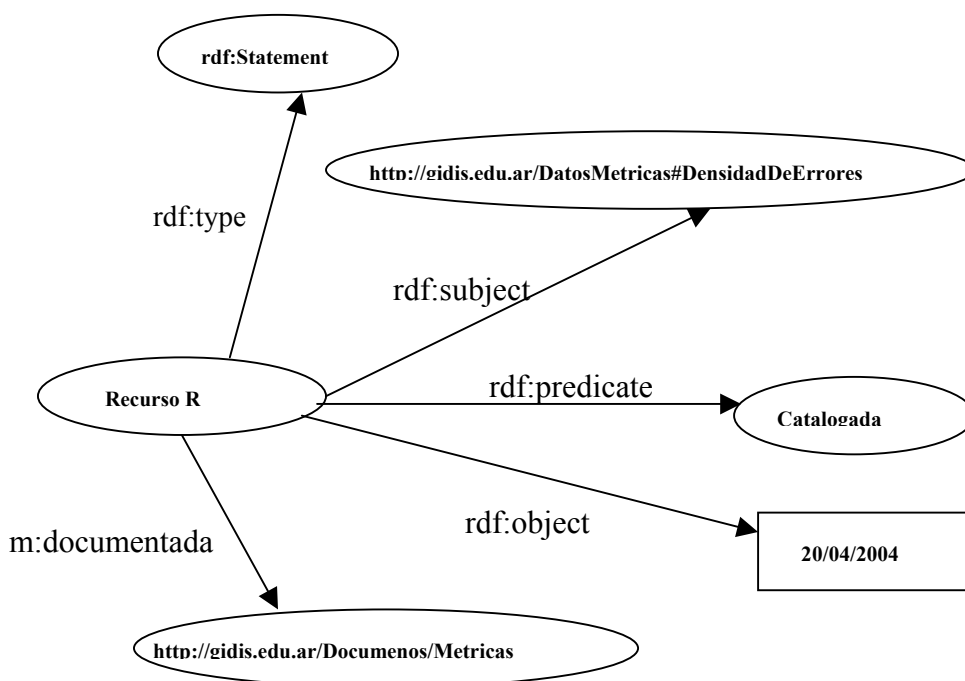 rdf:Statement
http://gidis.edu.ar/DatosMetricas#DensidadDeErrores
rdf:type
rdf:subject
rdf:predicate
Recurso R
Catalogada
rdf:object
m:documentada
20/04/2004
http://gidis.edu.ar/Documenos/Metricas